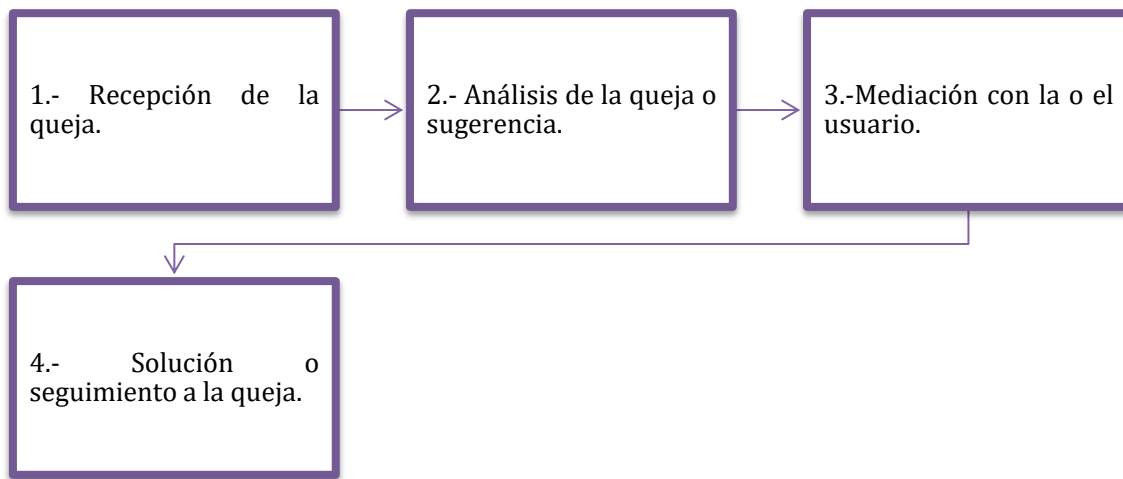 1.- Recepción de la
queja.
2.- Análisis de la queja o
sugerencia.
3.-Mediación con la o el
usuario.
4.- Solución o
seguimiento a la queja.